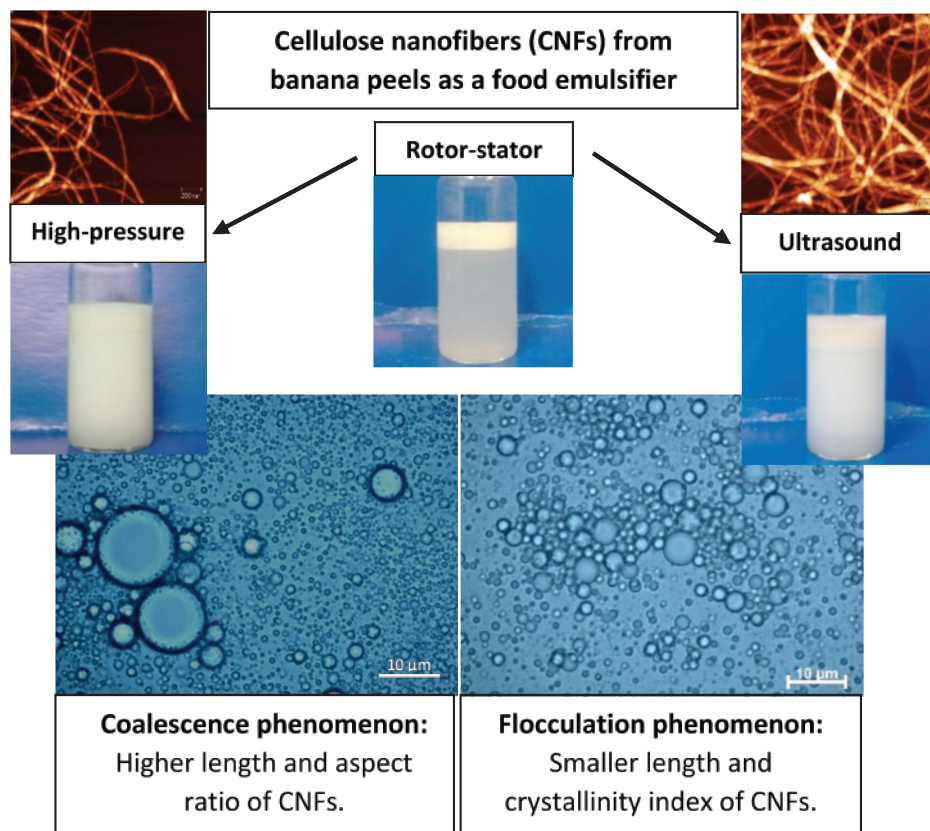 Cellulose nanofibers (CNFs) from
banana peels as a food emulsifier
Rotor-stator
High-pressure
Ultrasound
10 µm
10 µm
Coalescence phenomenon:
Higher length and aspect
ratio of CNFs.
Flocculation phenomenon:
Smaller length and
crystallinity index of CNFs.